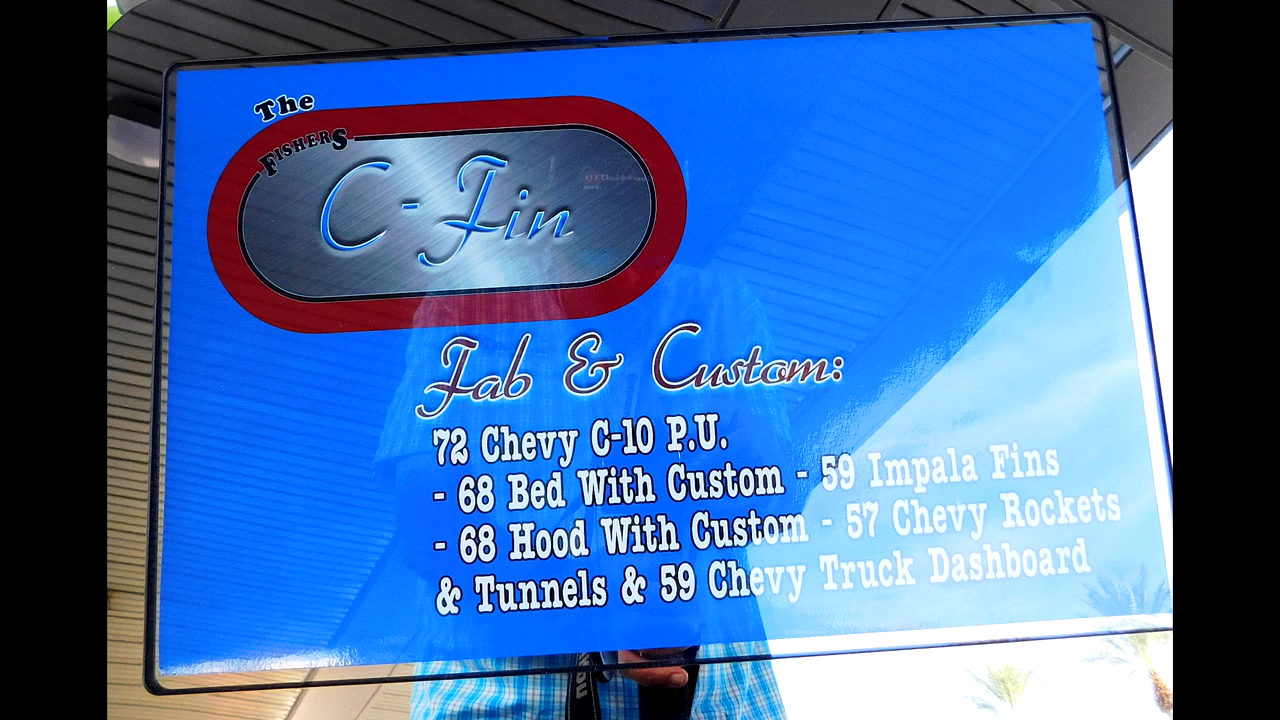 The
FISHERS
C-Fin
Fab & Custom:
72 Chevy C-10 P.U.
- 68 Bed With Custom - 59 Impala Fins
- 68 Hood With Custom - 57 Chevy Rockets
& Tunnels & 59 Chevy Truck Dashboard